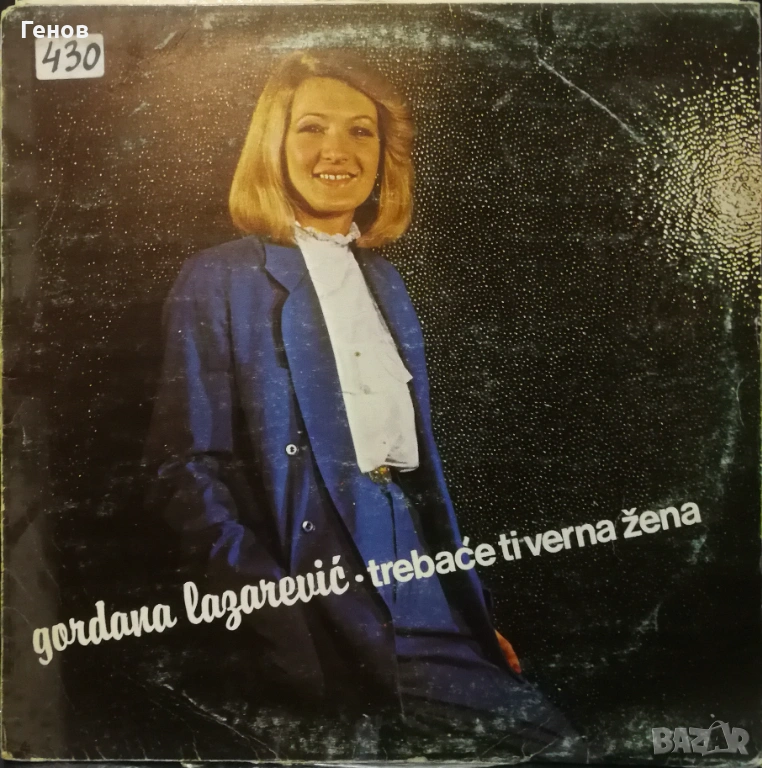 Генов
430
gordana lazarević • trebaće ti verna žena
BAZAR